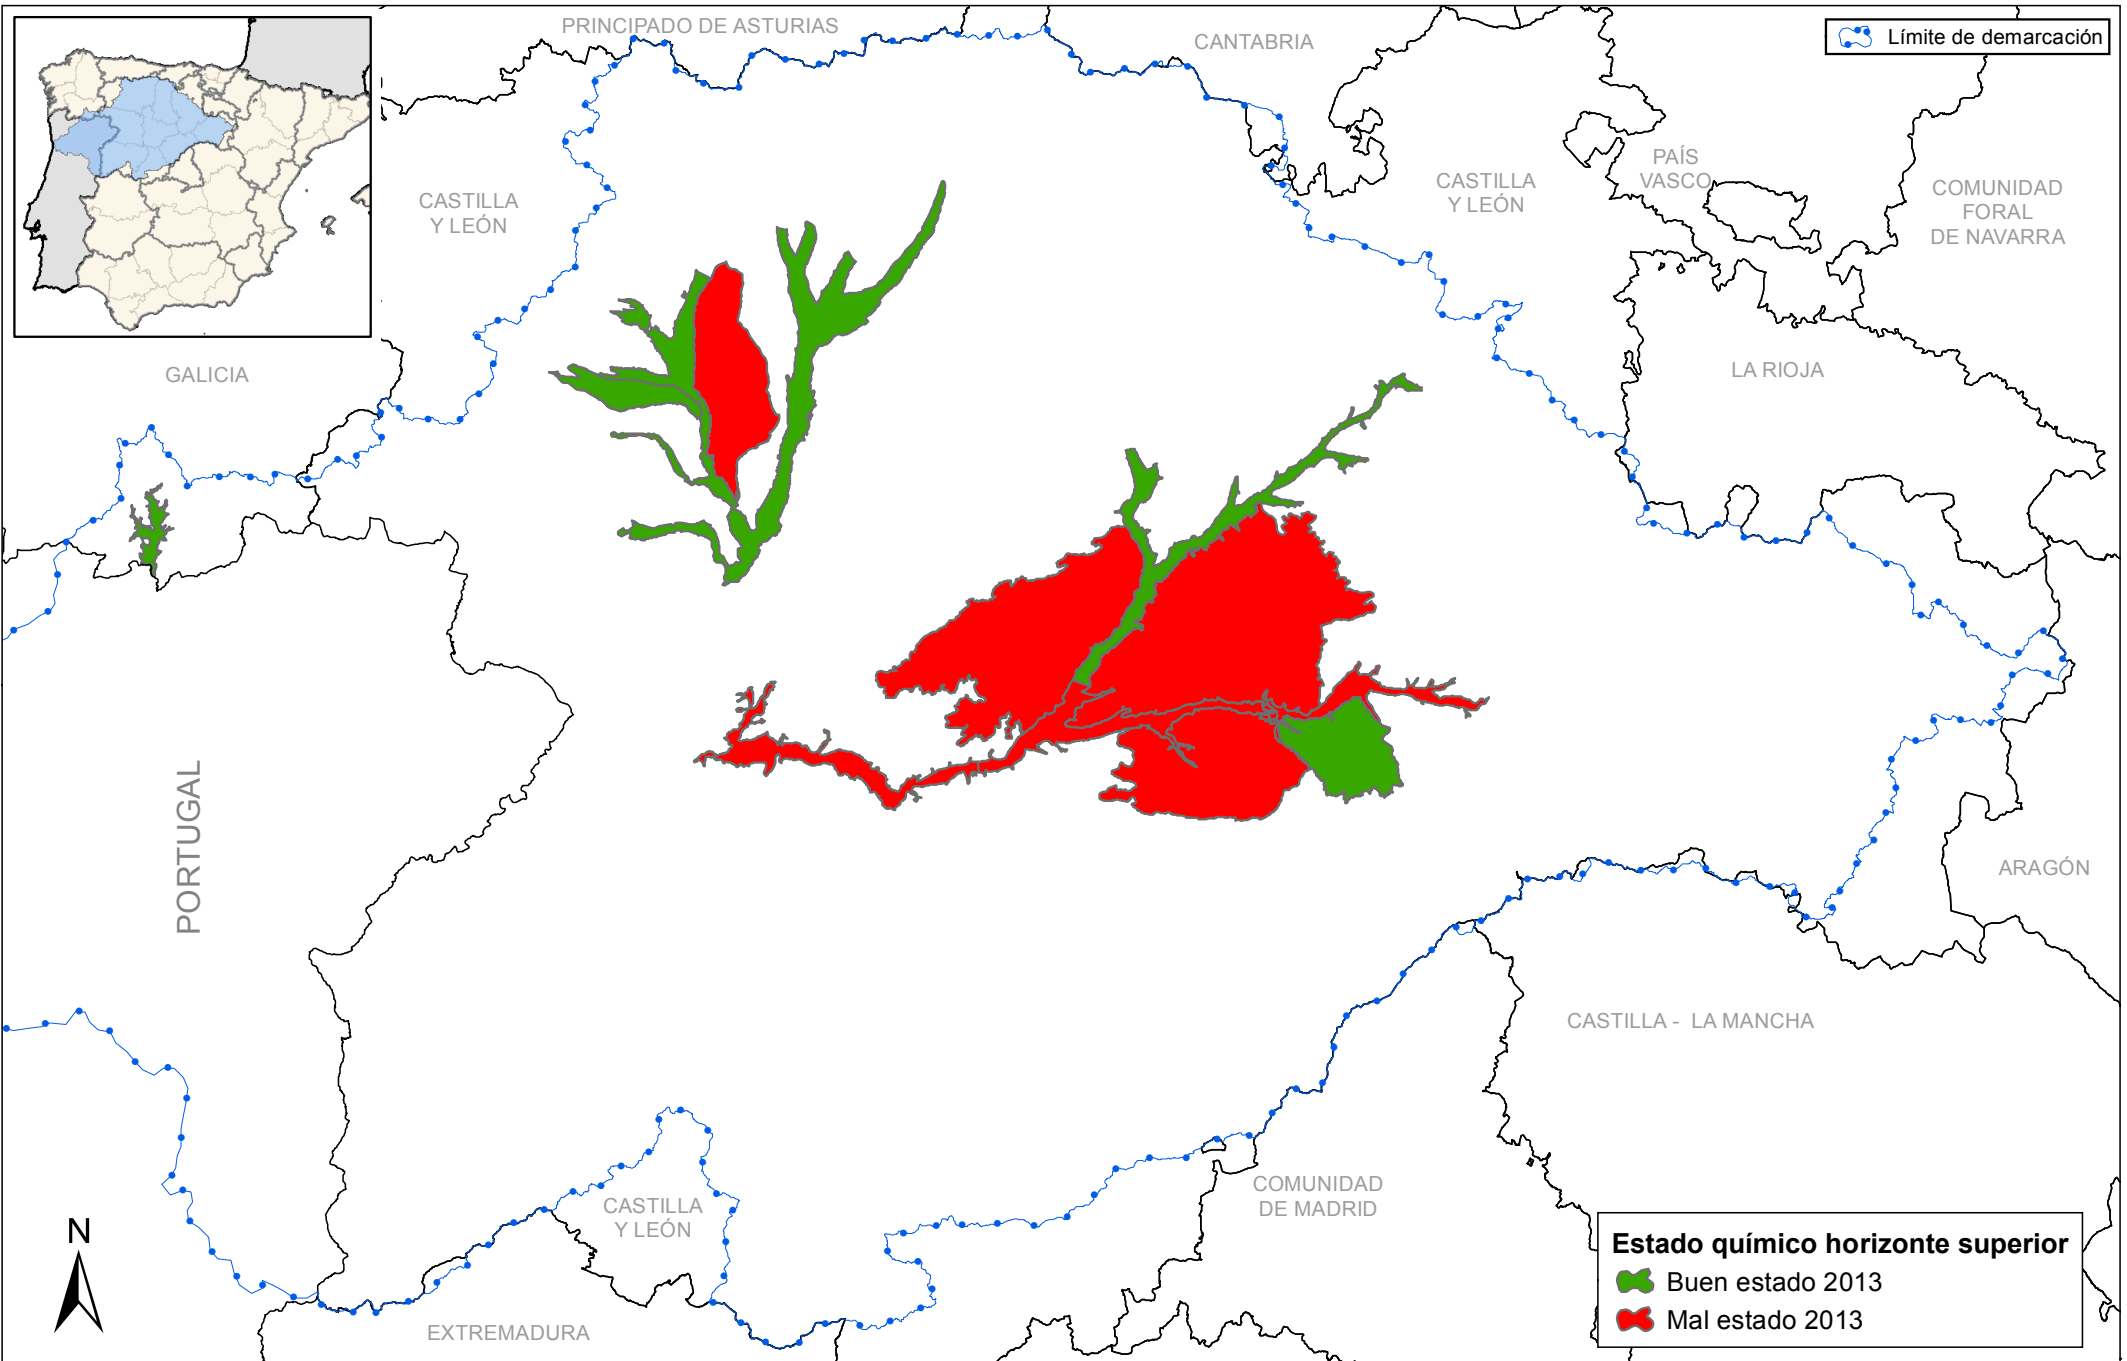 PRINCIPADO DE ASTURIAS
CANTABRIA
Límite de demarcación
CASTILLA
Y LEÓN
CASTILLA
Y LEÓN
PAÍS
VASCO
COMUNIDAD
FORAL
DE NAVARRA
GALICIA
LA RIOJA
PORTUGAL
ARAGÓN
CASTILLA - LA MANCHA
CASTILLA
Y LEÓN
COMUNIDAD
DE MADRID
EXTREMADURA
N
Estado químico horizonte superior
Buen estado 2013
Mal estado 2013